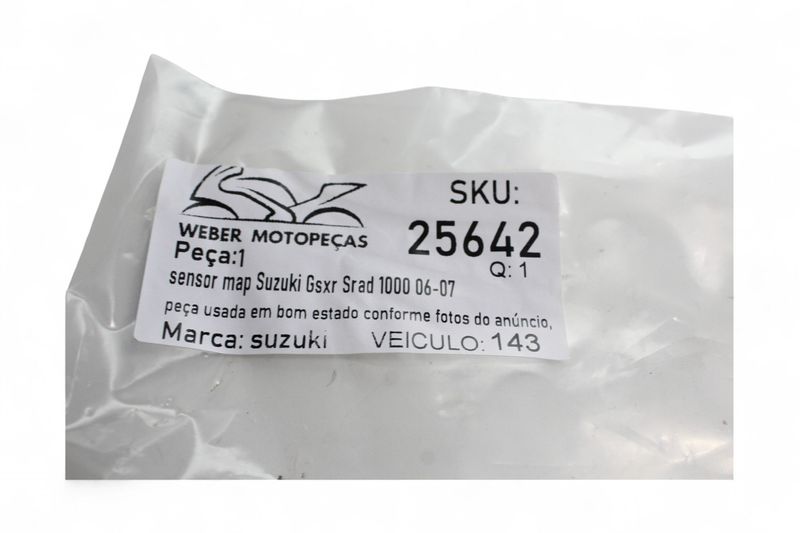 WEBER MOTOPEÇAS
SKU:
25642
Peça:1
Q: 1
sensor map Suzuki Gsxr Srad 1000 06-07
peça usada em bom estado conforme fotos do anúncio,
Marca: suzuki VEICULO: 143